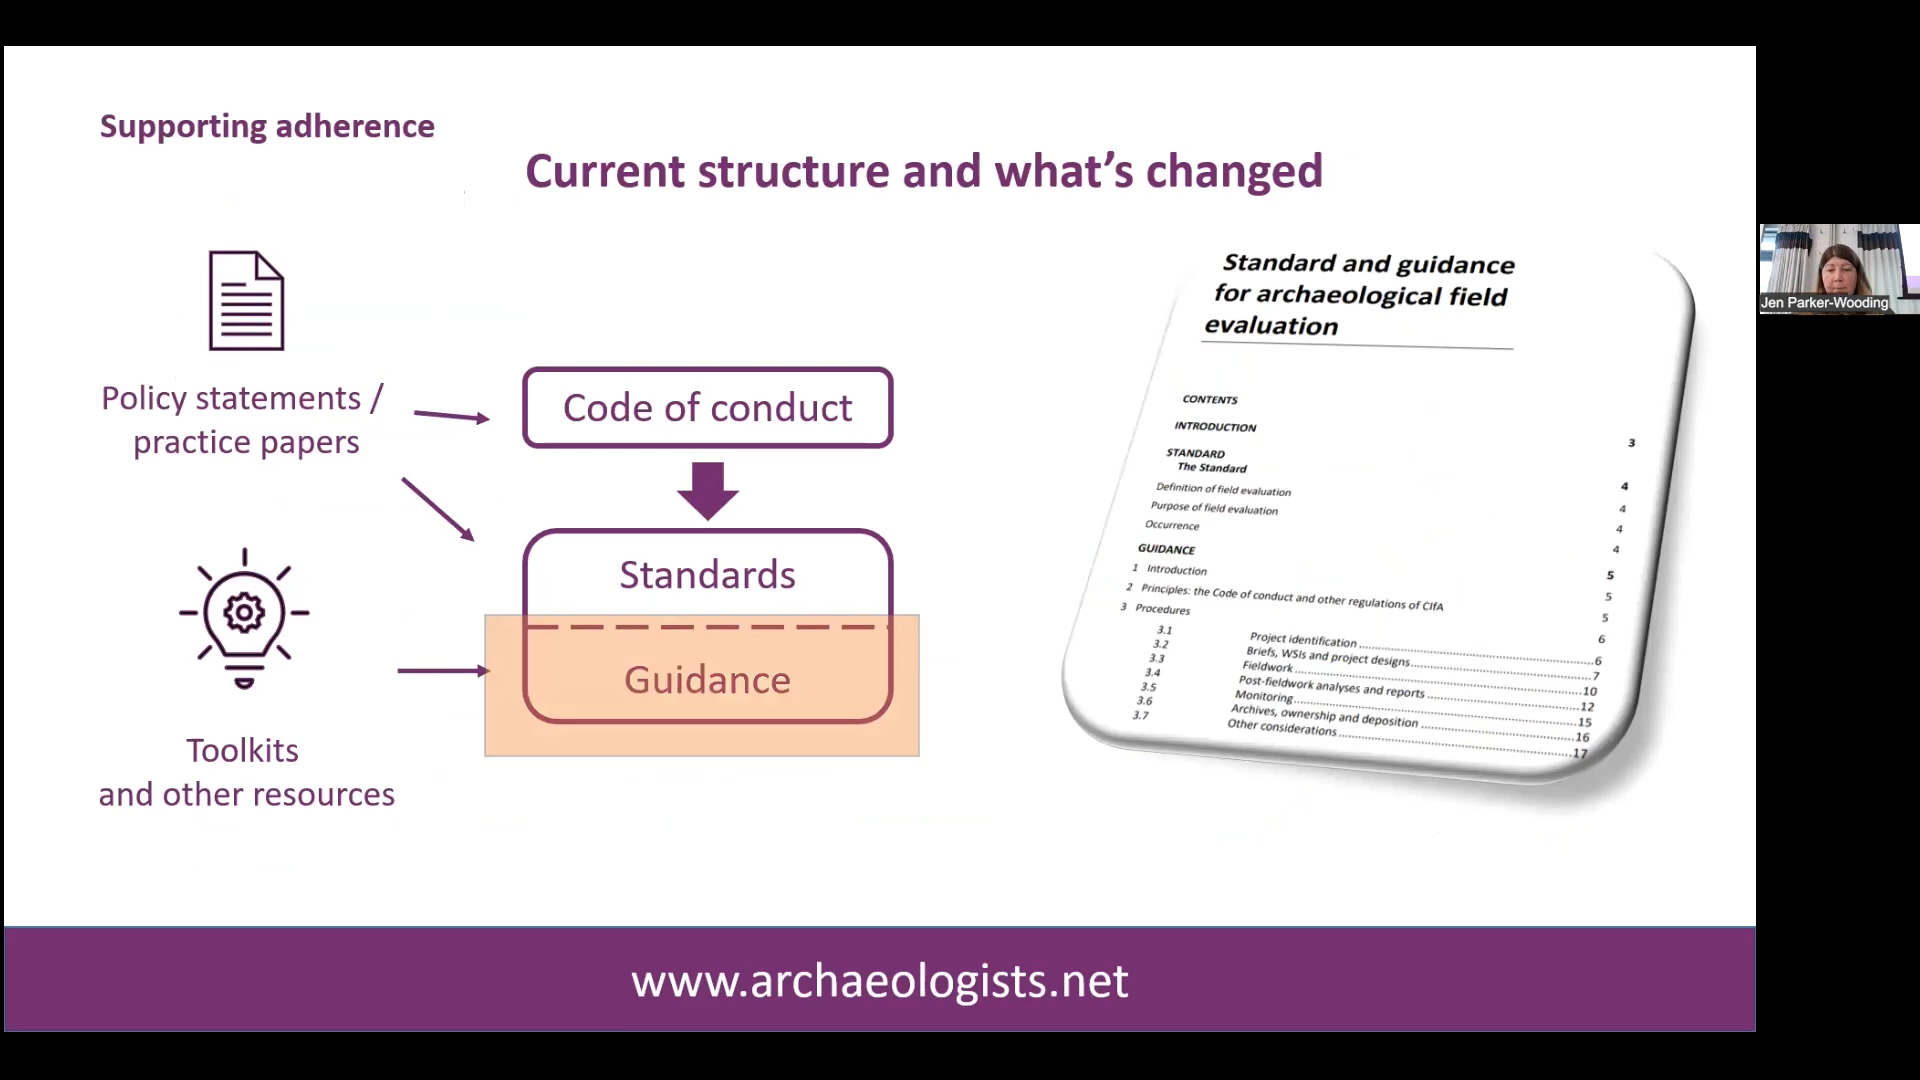 Supporting adherence
Current structure and what's changed
Policy statements /
practice papers
Toolkits
and other resources
Code of conduct
Standards
Guidance
Standard and guidance
for archaeological field
evaluation
CONTENTS
INTRODUCTION 3
STANDARD
The Standard 4
Definition of field evaluation 4
Purpose of field evaluation 4
Occurrence 4
GUIDANCE 5
1 Introduction 5
2 Principles: the Code of conduct and other regulations of CIfA 5
3 Procedures 6
3.1 Project identification 6
3.2 Briefs, WSIs and project designs 7
3.3 Fieldwork 10
3.4 Post-fieldwork analyses and reports 12
3.5 Monitoring 15
3.6 Archives, ownership and deposition 16
3.7 Other considerations 17
www.archaeologists.net
Jen Parker-Wooding